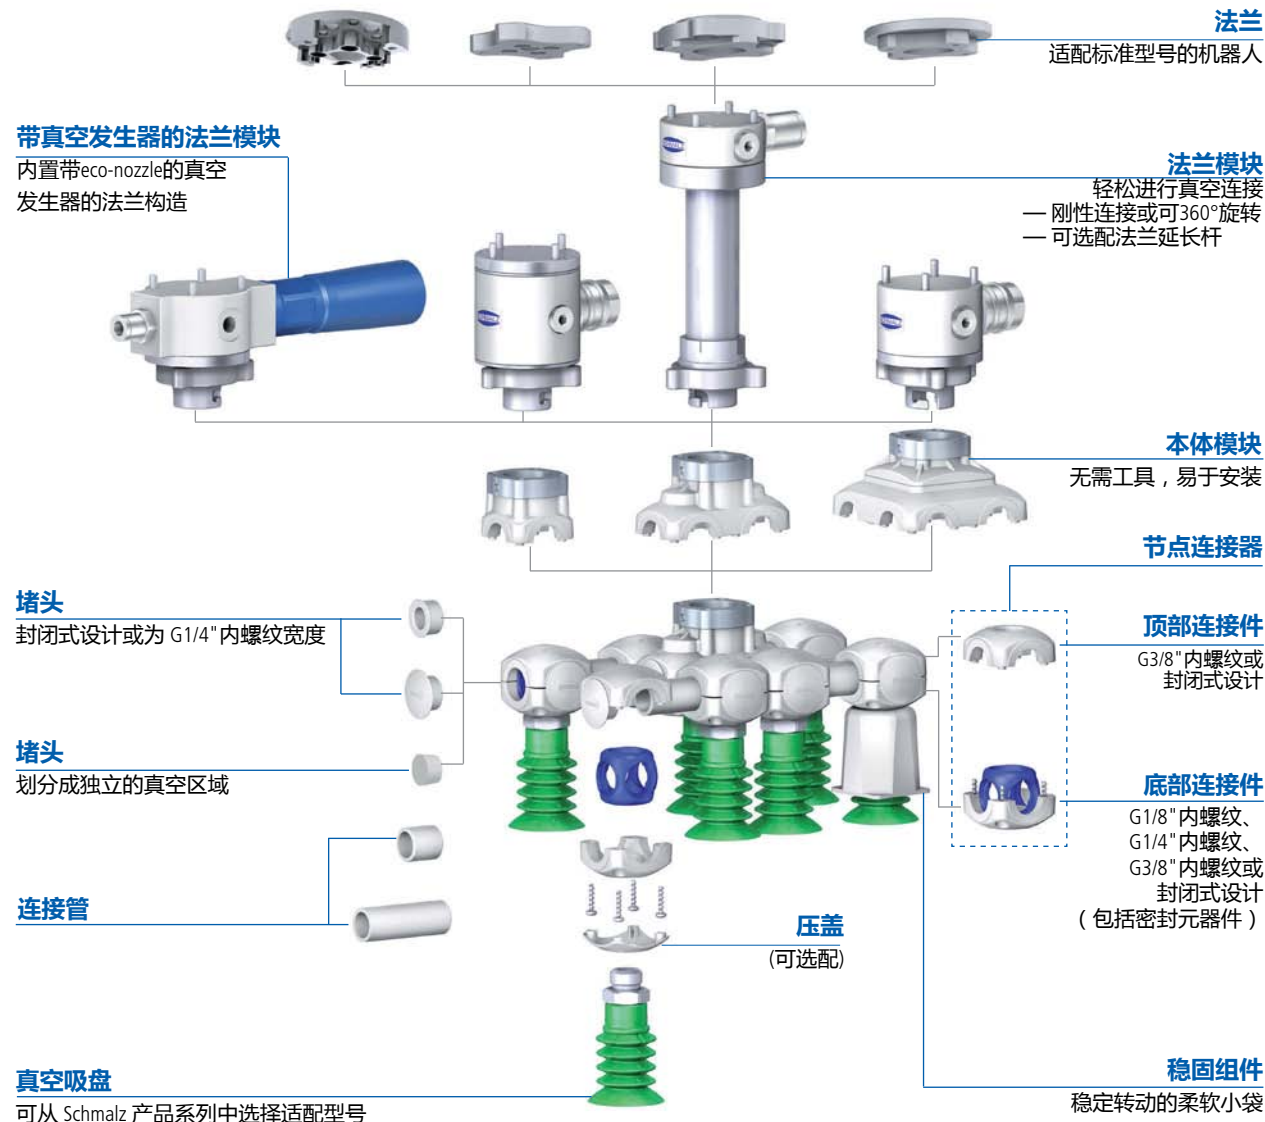 法兰
适配标准型号的机器人
带真空发生器的法兰模块
内置带eco-nozzle的真空
发生器的法兰构造
法兰模块
轻松进行真空连接
— 刚性连接或可360°旋转
— 可选配法兰延长杆
本体模块
无需工具，易于安装
节点连接器
堵头
封闭式设计或为 G1/4"内螺纹宽度
顶部连接件
G3/8"内螺纹或
封闭式设计
堵头
划分成独立的真空区域
底部连接件
G1/8"内螺纹、
G1/4"内螺纹、
G3/8"内螺纹或
封闭式设计
（包括密封元器件）
连接管
压盖
(可选配)
真空吸盘
可从 Schmalz 产品系列中选择适配型号
稳固组件
稳定转动的柔软小袋